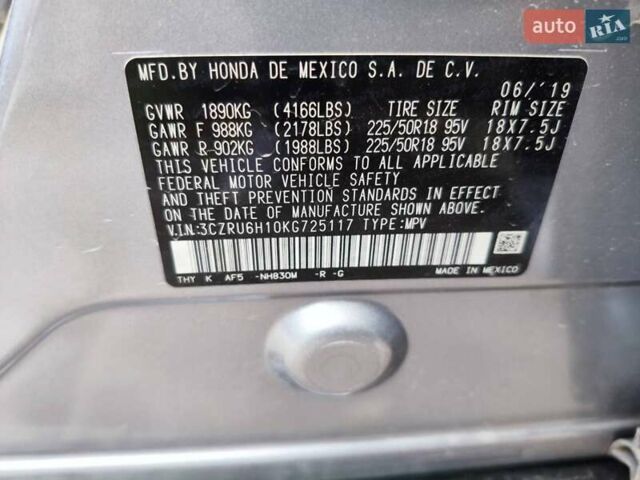 auto RIA.com
MFD.BY HONDA DE MEXICO S.A. DE C.V.
06/'19
GVWR 1890KG (4166LBS) TIRE SIZE RIM SIZE
GAWR F 988KG (2178LBS) 225/50R18 95V 18X7.5J
GAWR R 902KG (1988LBS) 225/50R18 95V 18X7.5J
THIS VEHICLE CONFORMS TO ALL APPLICABLE
FEDERAL MOTOR VEHICLE SAFETY
AND THEFT PREVENTION STANDARDS IN EFFECT
ON THE DATE OF MANUFACTURE SHOWN ABOVE.
V.I.N:3CZRU6H10KG725117 TYPE:MPV
THY K AF5 -NH830M -R -G MADE IN MEXICO